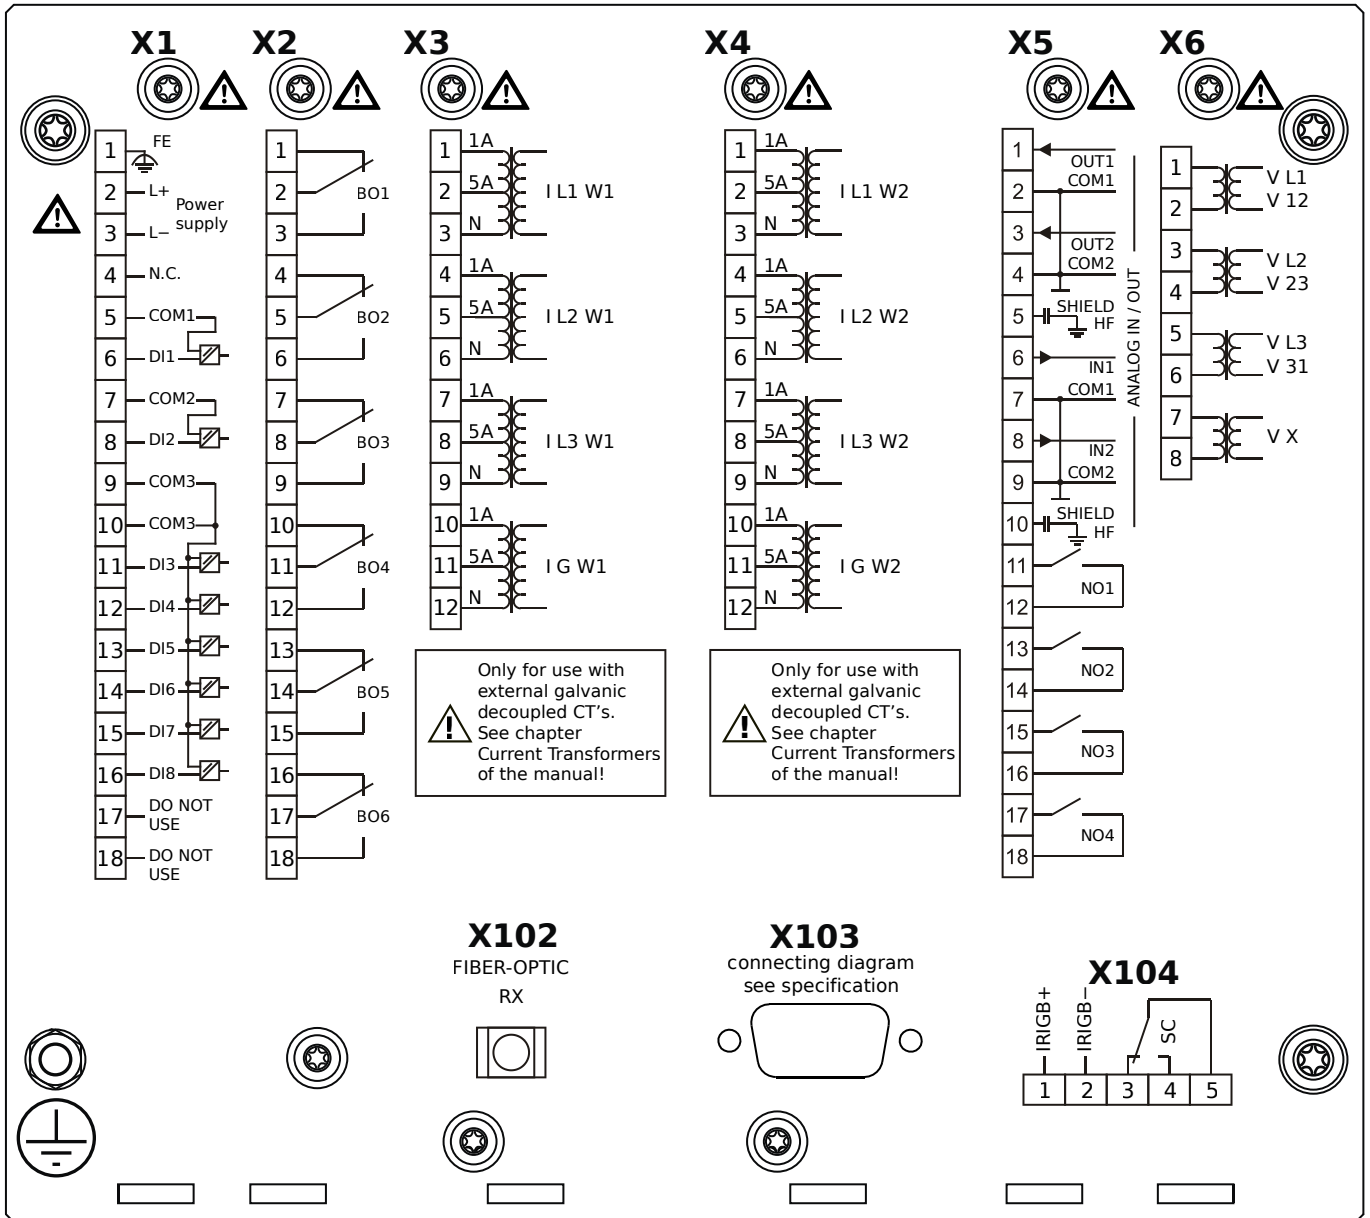 X1
X2
X3
X4
X5
X6
1 FE
2 L+ Power
3 L− supply
4 N.C.
5 COM1
6 DI1
7 COM2
8 DI2
9 COM3
10 COM3
11 DI3
12 DI4
13 DI5
14 DI6
15 DI7
16 DI8
17 DO NOT
USE
18 DO NOT
USE
1
2 BO1
3
4
5 BO2
6
7
8 BO3
9
10
11 BO4
12
13
14 BO5
15
16
17 BO6
18
1 1A
2 5A I L1 W1
3 N
4 1A
5 5A I L2 W1
6 N
7 1A
8 5A I L3 W1
9 N
10 1A
11 5A I G W1
12 N
Only for use with
external galvanic
decoupled CT's.
See chapter
Current Transformers
of the manual!
1 1A
2 5A I L1 W2
3 N
4 1A
5 5A I L2 W2
6 N
7 1A
8 5A I L3 W2
9 N
10 1A
11 5A I G W2
12 N
Only for use with
external galvanic
decoupled CT's.
See chapter
Current Transformers
of the manual!
1
OUT1
2 COM1
3
OUT2
4 COM2
5 SHIELD
HF
6
IN1
7 COM1
8
IN2
9 COM2
10 SHIELD
HF
ANALOG IN / OUT
11
NO1
12
13
NO2
14
15
NO3
16
17
NO4
18
1 V L1
2 V 12
3 V L2
4 V 23
5 V L3
6 V 31
7 V X
8
X102
FIBER-OPTIC
RX
X103
connecting diagram
see specification
X104
IRIGB+
IRIGB−
SC
1 2 3 4 5